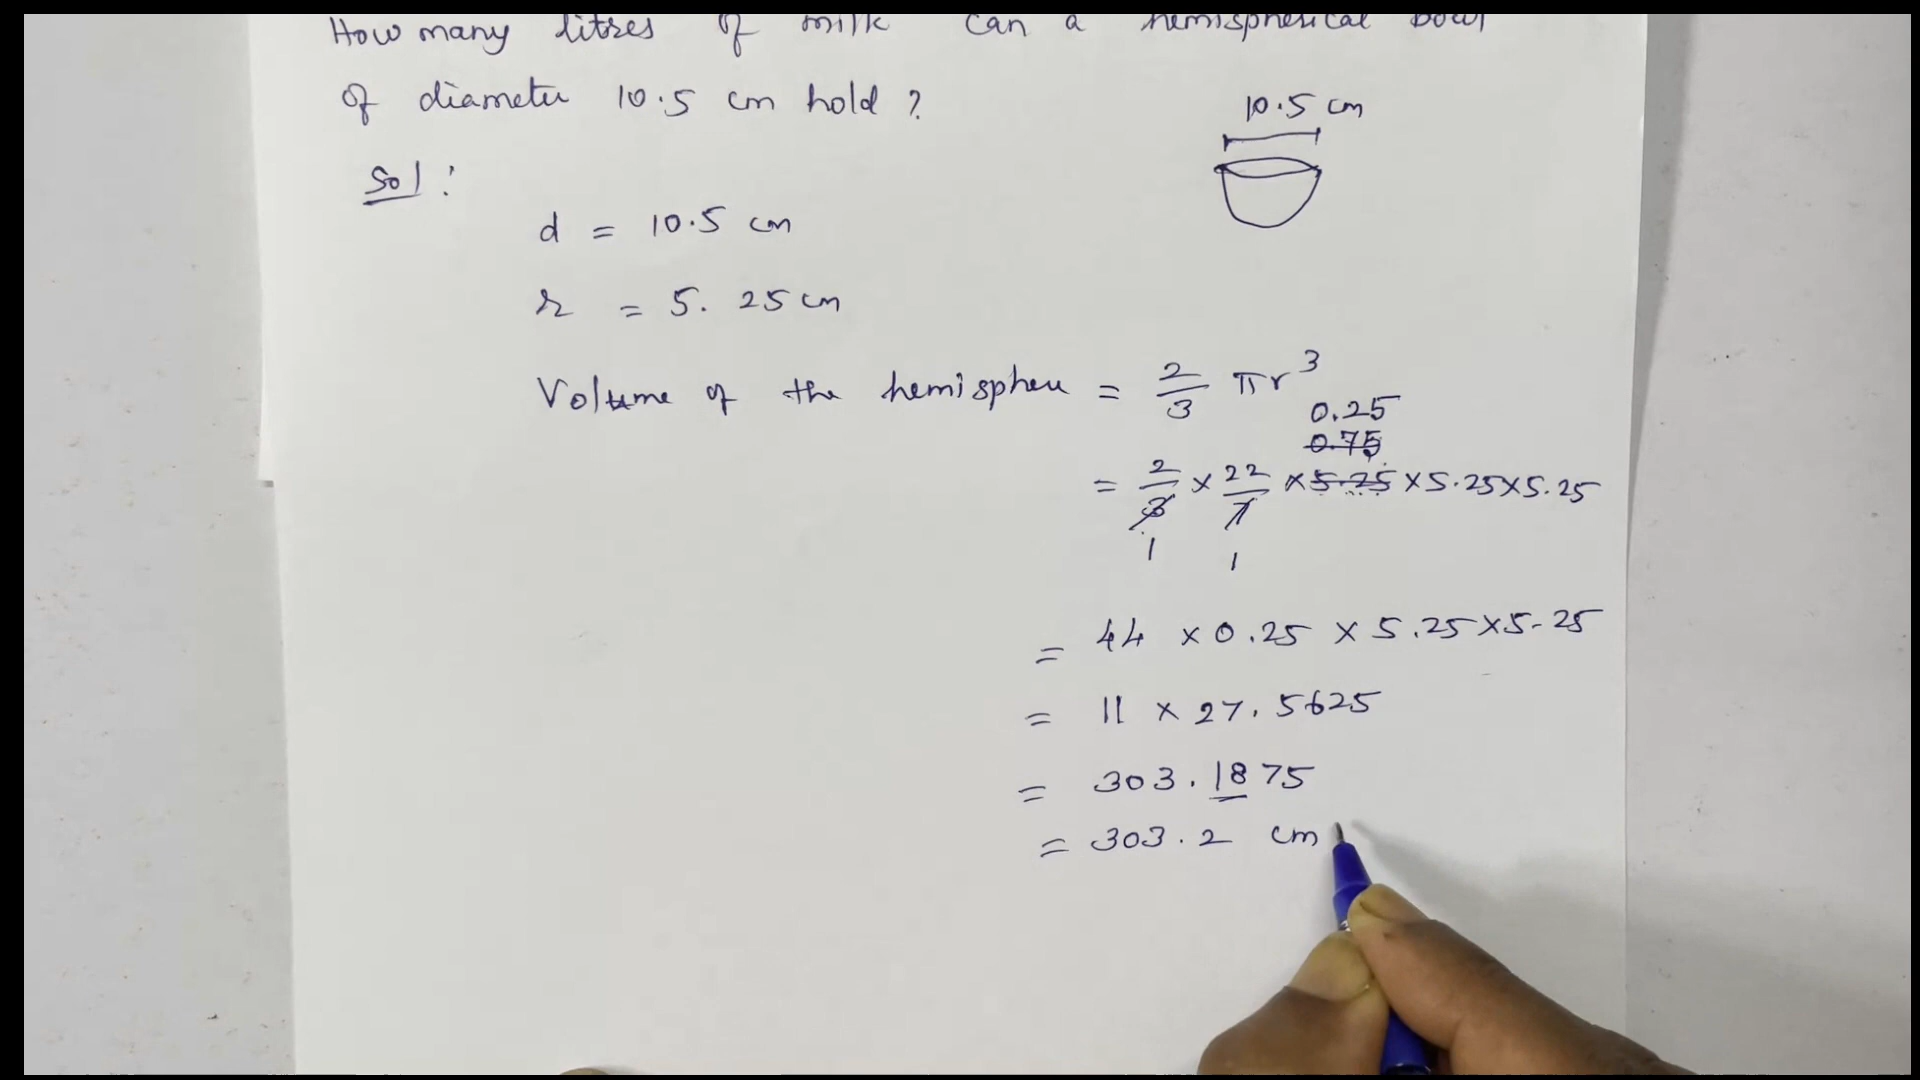 How many litres of milk can a hemispherical bowl
of diameter 10.5 cm hold ?
10.5 cm
Sol :
d = 10.5 cm
r = 5. 25 cm
Volume of the hemisphere = 2/3 πr³
0.25
0.75
= 2/3 × 22/7 × 5.25 × 5.25 × 5.25
1 1
= 44 × 0.25 × 5.25 × 5.25
= 11 × 27.5625
= 303.1875
= 303.2 cm